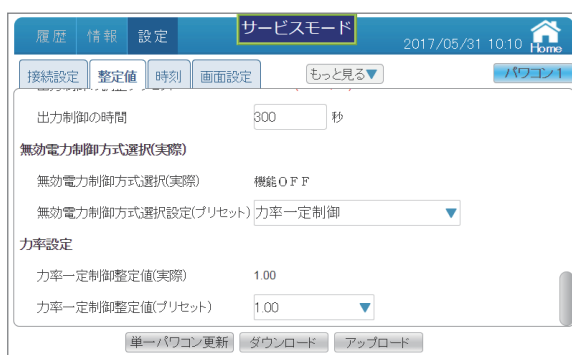 履歴 情報 設定 サービスモード 2017/05/31 10:10 Home
接続設定 整定値 時刻 画面設定 もっと見る▼ パワコン1
出力制御の時間 300 秒
無効電力制御方式選択(実際)
無効電力制御方式選択(実際) 機能OFF
無効電力制御方式選択設定(プリセット) 力率一定制御 ▼
力率設定
力率一定制御整定値(実際) 1.00
力率一定制御整定値(プリセット) 1.00 ▼
単一パワコン更新 ダウンロード アップロード